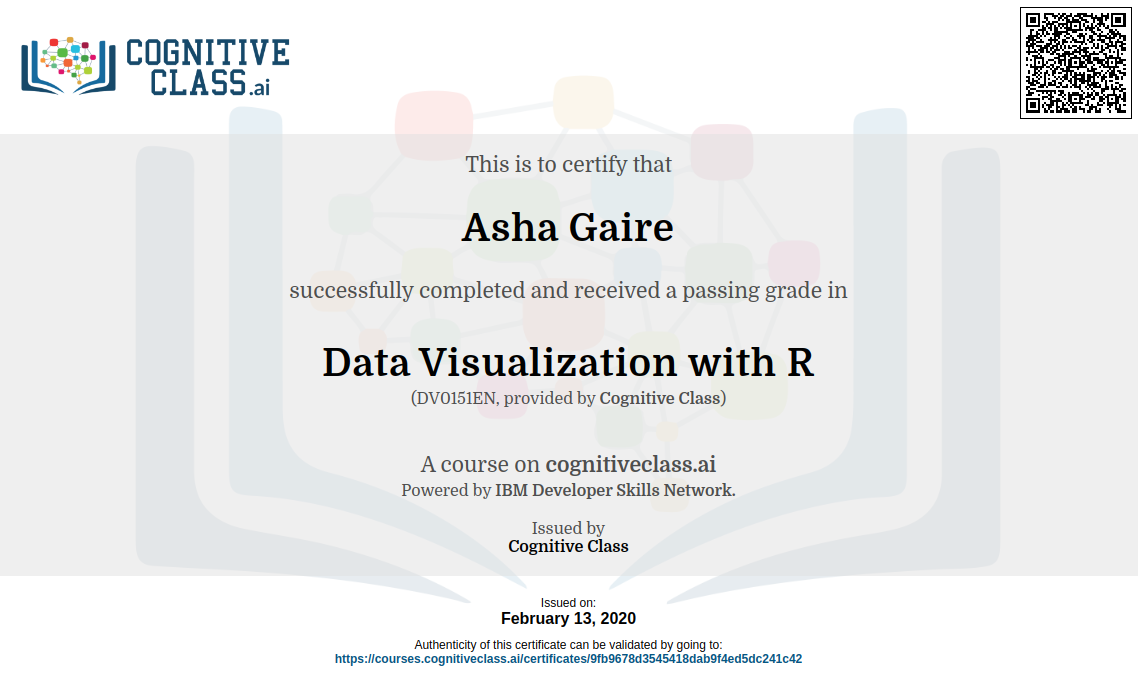 COGNITIVE
CLASS.ai
This is to certify that
Asha Gaire
successfully completed and received a passing grade in
Data Visualization with R
(DV0151EN, provided by Cognitive Class)
A course on cognitiveclass.ai
Powered by IBM Developer Skills Network.
Issued by
Cognitive Class
Issued on:
February 13, 2020
Authenticity of this certificate can be validated by going to:
https://courses.cognitiveclass.ai/certificates/9fb9678d3545418dab9f4ed5dc241c42